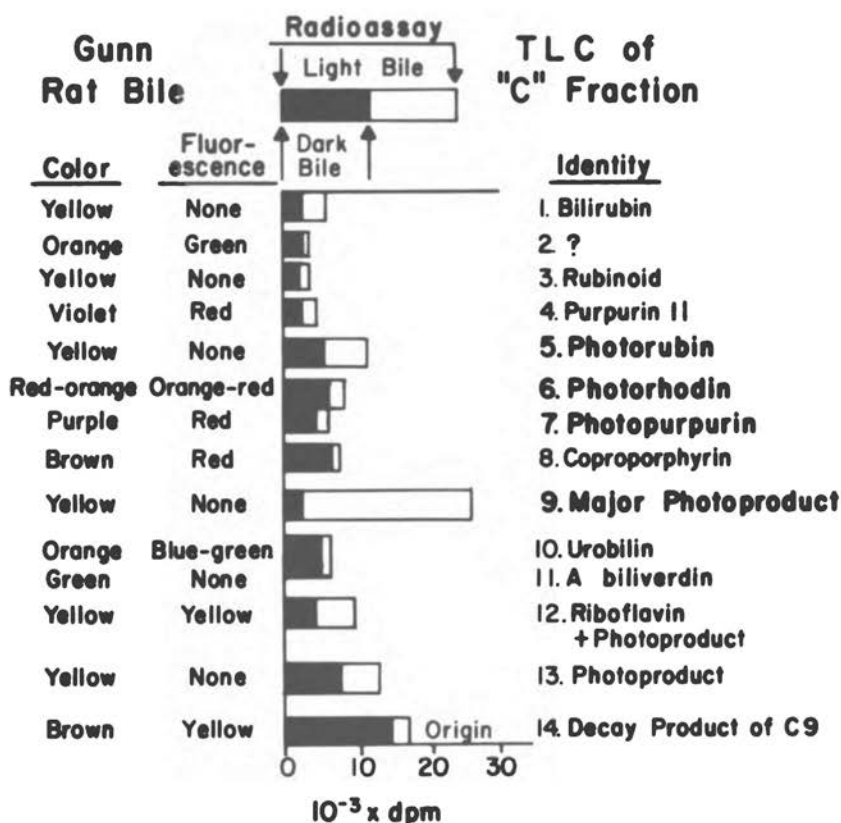 Gunn
Rat Bile
Radioassay
Light Bile
TLC of
"C" Fraction
Color
Fluor-
escence
Dark
Bile
Identity
Yellow None 1. Bilirubin
Orange Green 2 ?
Yellow None 3. Rubinoid
Violet Red 4. Purpurin II
Yellow None 5. Photorubin
Red-orange Orange-red 6. Photorhodin
Purple Red 7. Photopurpurin
Brown Red 8. Coproporphyrin
Yellow None 9. Major Photoproduct
Orange Blue-green 10. Urobilin
Green None 11. A biliverdin
Yellow Yellow 12. Riboflavin
+ Photoproduct
Yellow None 13. Photoproduct
Brown Yellow Origin 14. Decay Product of C9
0 10 20 30
10⁻³ x dpm